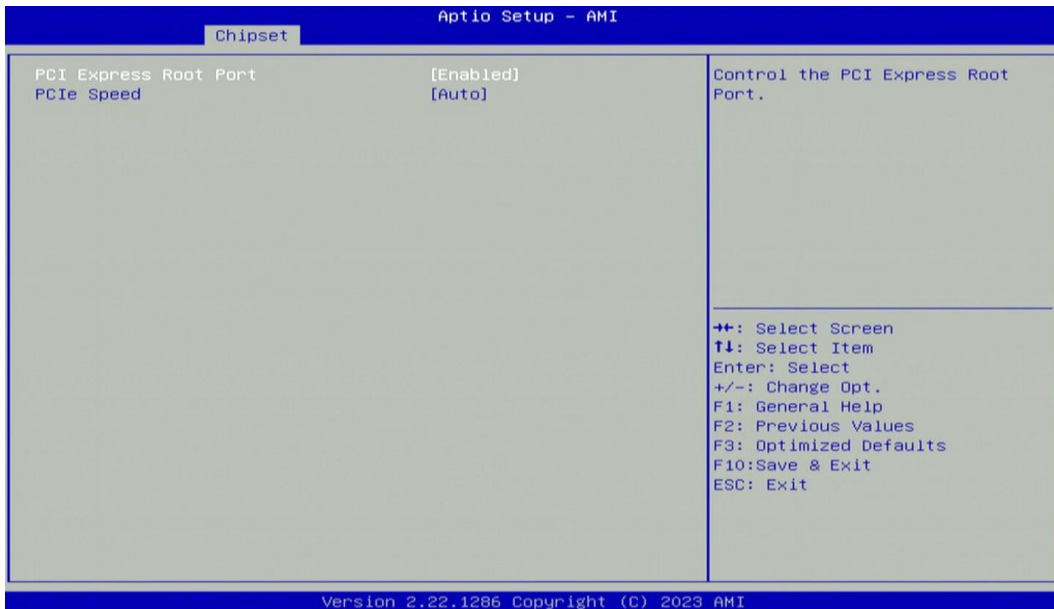 Aptio Setup - AMI
Chipset
PCI Express Root Port [Enabled]
PCIe Speed [Auto]
Control the PCI Express Root
Port.
→←: Select Screen
↑↓: Select Item
Enter: Select
+/-: Change Opt.
F1: General Help
F2: Previous Values
F3: Optimized Defaults
F10:Save & Exit
ESC: Exit
Version 2.22.1286 Copyright (C) 2023 AMI